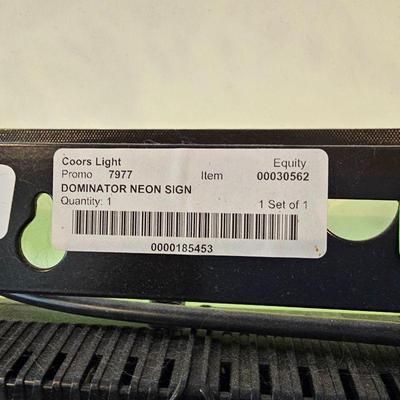 Coors Light Equity
Promo 7977 Item 00030562
DOMINATOR NEON SIGN
Quantity: 1 1 Set of 1
0000185453